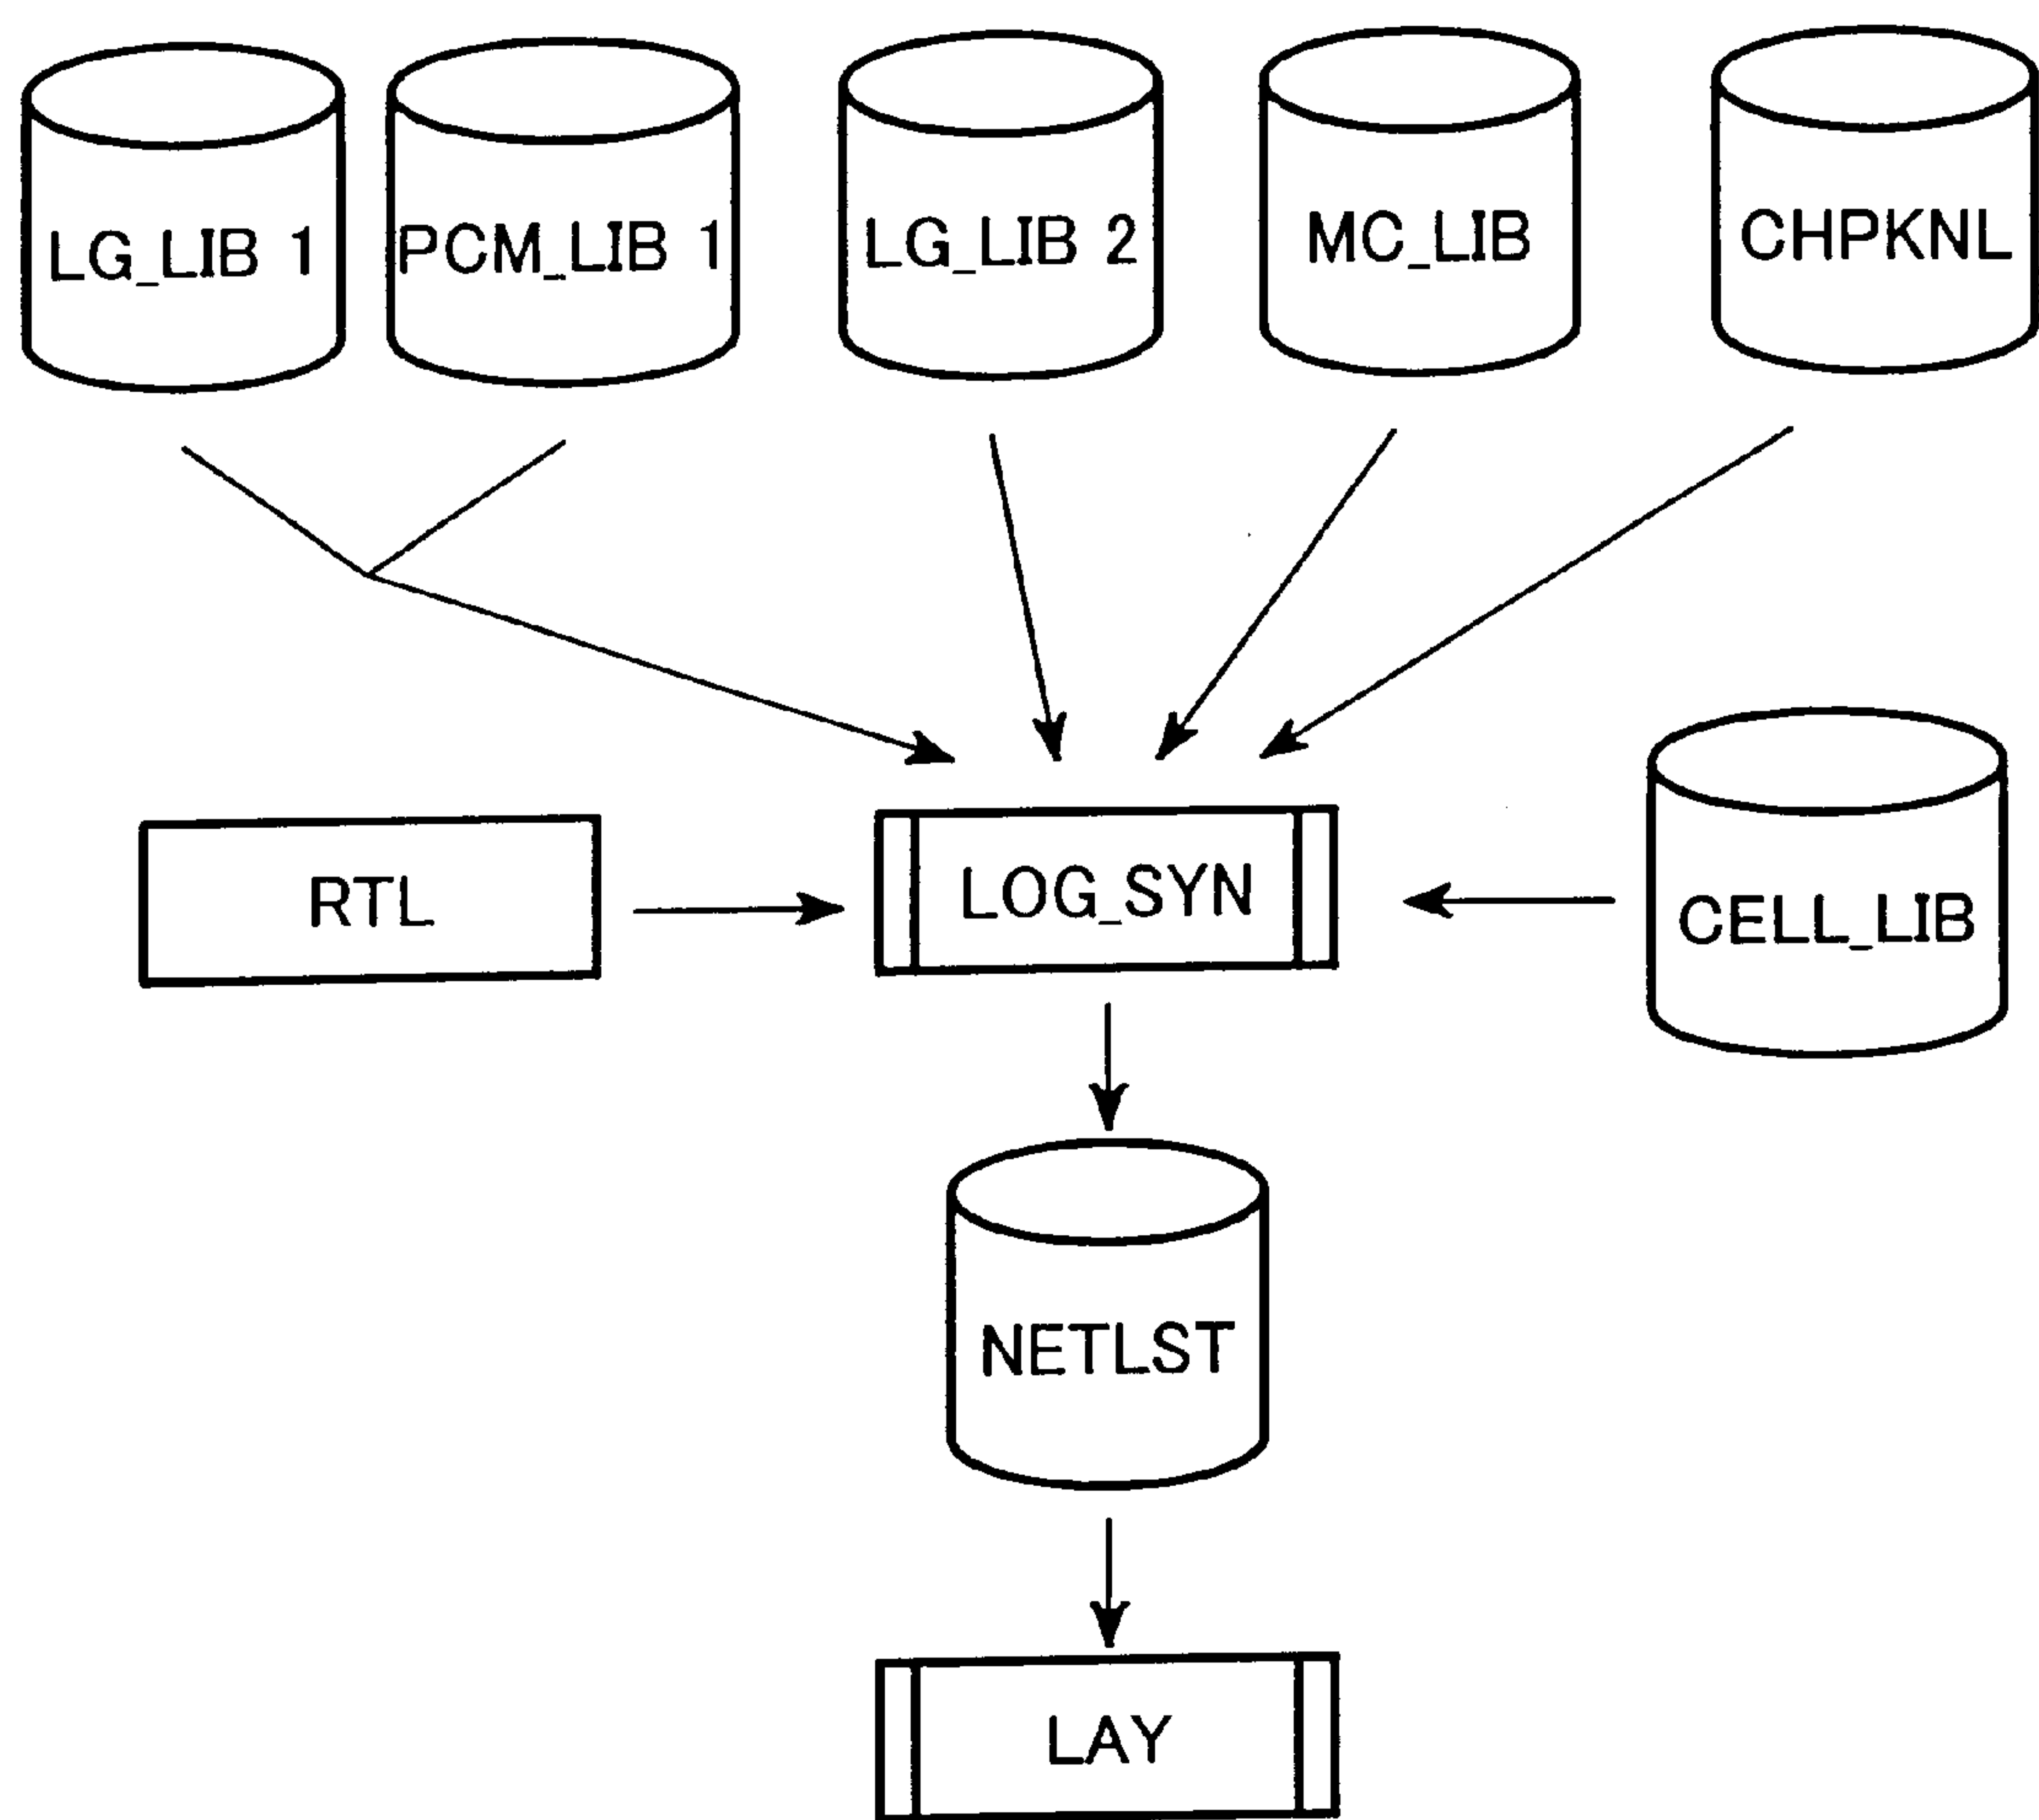 LG_LIB 1
PCM_LIB 1
LG_LIB 2
MC_LIB
CHPKNL
RTL
LOG_SYN
CELL_LIB
NETLST
LAY